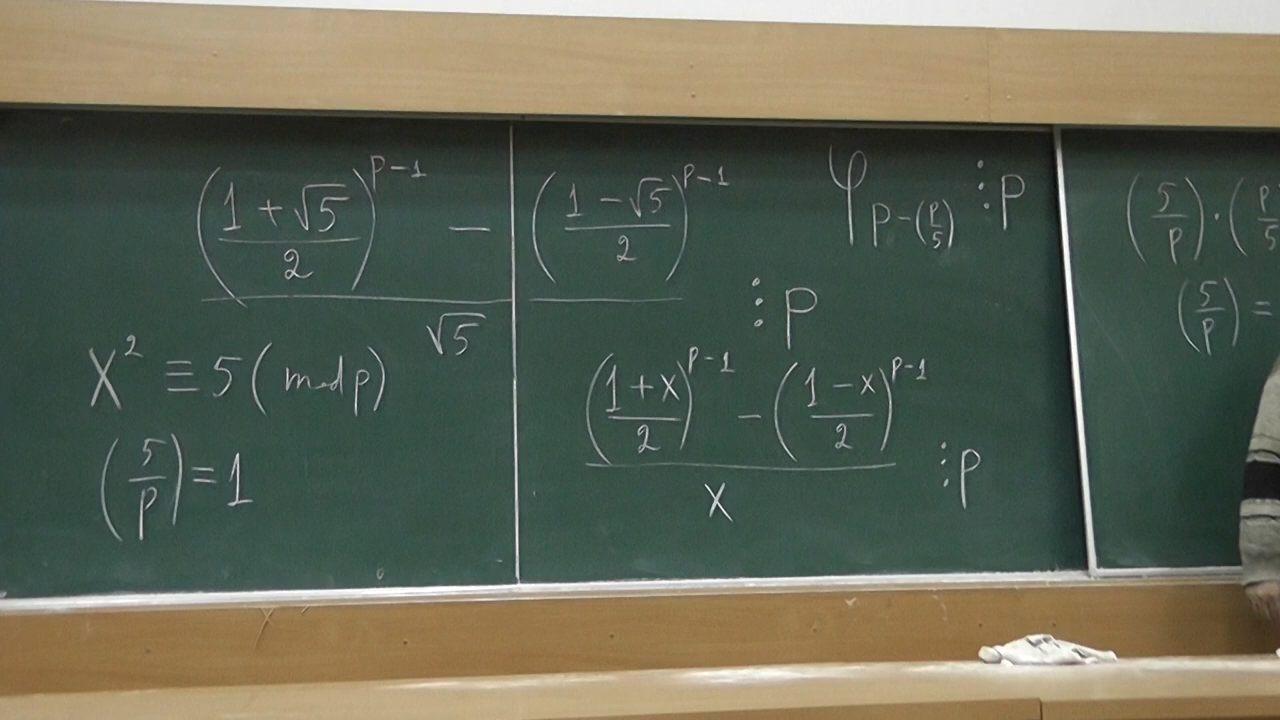 ((1 + √5)/2)^(p-1) − ((1 − √5)/2)^(p-1)
√5
⋮ p
φ_(p-(p/5)) ⋮ p
x² ≡ 5 (mod p)
(5/p) = 1
((1 + x)/2)^(p-1) − ((1 − x)/2)^(p-1)
x
⋮ p
(5/p) · (p/5
(5/p) =